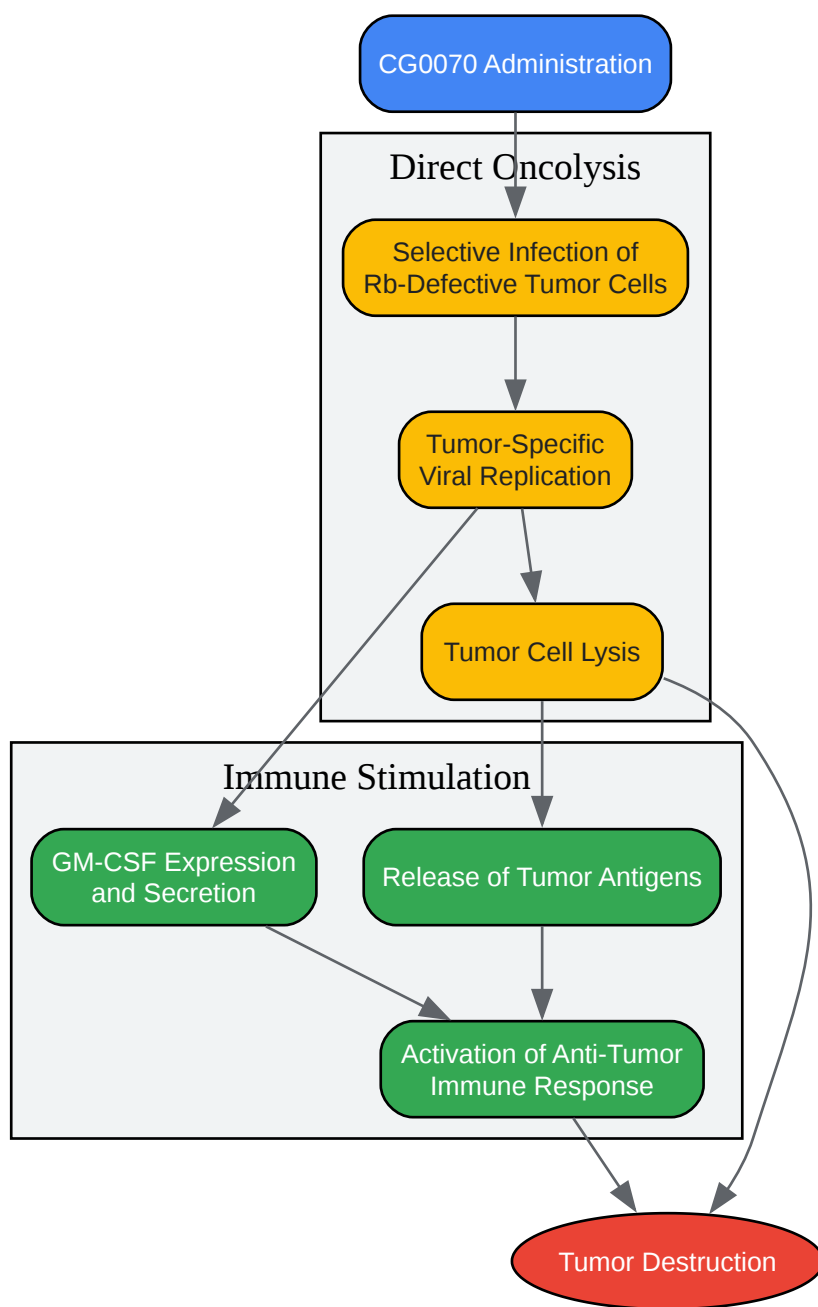 CG0070 Administration
Direct Oncolysis
Selective Infection of
Rb-Defective Tumor Cells
Tumor-Specific
Viral Replication
Tumor Cell Lysis
Immune Stimulation
GM-CSF Expression
and Secretion
Release of Tumor Antigens
Activation of Anti-Tumor
Immune Response
Tumor Destruction